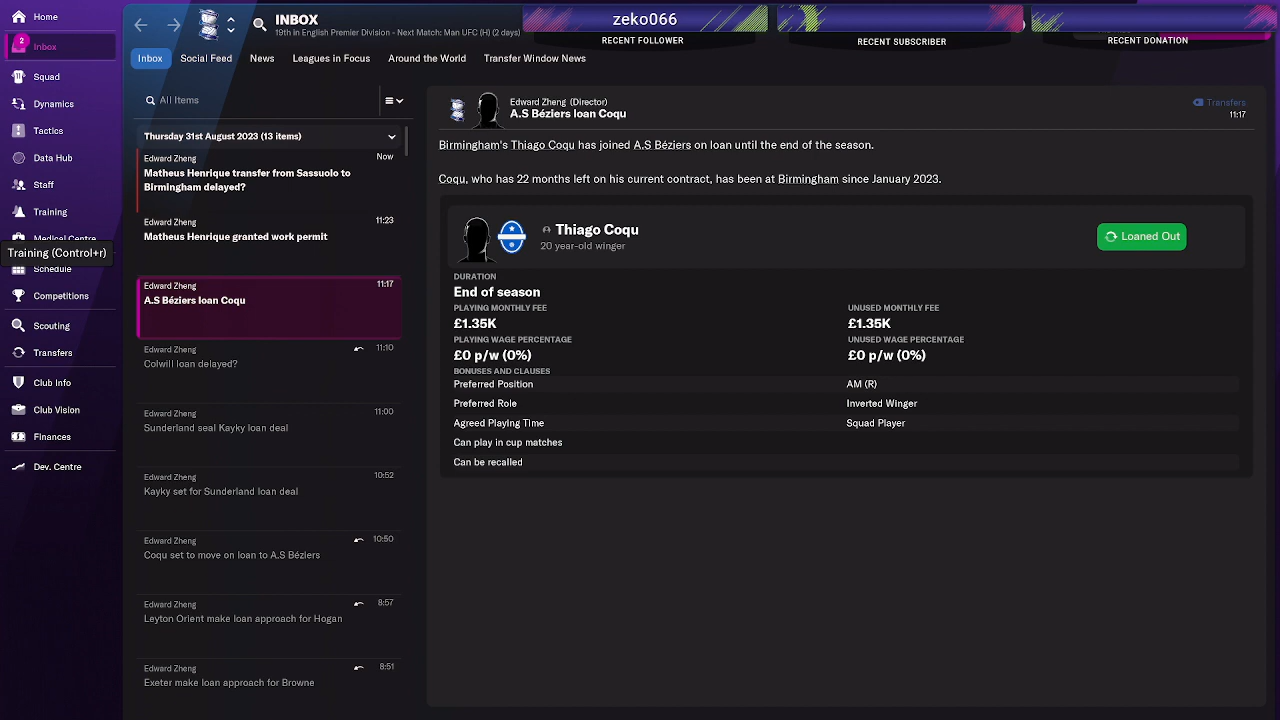 Home
2
Inbox
Squad
Dynamics
Tactics
Data Hub
Staff
Training
Medical Centre
Training (Control+r)
Schedule
Competitions
Scouting
Transfers
Club Info
Club Vision
Finances
Dev. Centre
INBOX
19th in English Premier Division - Next Match: Man UFC (H) (2 days)
zeko066
RECENT FOLLOWER
RECENT SUBSCRIBER
RECENT DONATION
Inbox
Social Feed
News
Leagues in Focus
Around the World
Transfer Window News
All Items
Thursday 31st August 2023 (13 items)
Edward Zheng
Now
Matheus Henrique transfer from Sassuolo to
Birmingham delayed?
Edward Zheng
11:23
Matheus Henrique granted work permit
Edward Zheng
11:17
A.S Béziers loan Coqu
Edward Zheng
11:10
Colwill loan delayed?
Edward Zheng
11:00
Sunderland seal Kayky loan deal
Edward Zheng
10:52
Kayky set for Sunderland loan deal
Edward Zheng
10:50
Coqu set to move on loan to A.S Béziers
Edward Zheng
8:57
Leyton Orient make loan approach for Hogan
Edward Zheng
8:51
Exeter make loan approach for Browne
Edward Zheng (Director)
A.S Béziers loan Coqu
Transfers
11:17
Birmingham's Thiago Coqu has joined A.S Béziers on loan until the end of the season.
Coqu, who has 22 months left on his current contract, has been at Birmingham since January 2023.
Thiago Coqu
20 year-old winger
Loaned Out
DURATION
End of season
PLAYING MONTHLY FEE
£1.35K
UNUSED MONTHLY FEE
£1.35K
PLAYING WAGE PERCENTAGE
£0 p/w (0%)
UNUSED WAGE PERCENTAGE
£0 p/w (0%)
BONUSES AND CLAUSES
Preferred Position
AM (R)
Preferred Role
Inverted Winger
Agreed Playing Time
Squad Player
Can play in cup matches
Can be recalled